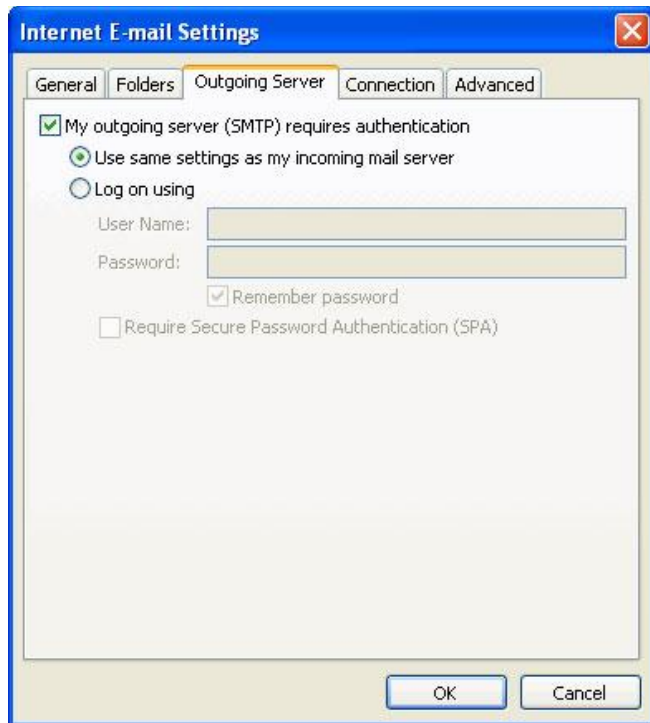 Internet E-mail Settings
General Folders Outgoing Server Connection Advanced
My outgoing server (SMTP) requires authentication
Use same settings as my incoming mail server
Log on using
User Name:
Password:
Remember password
Require Secure Password Authentication (SPA)
OK Cancel